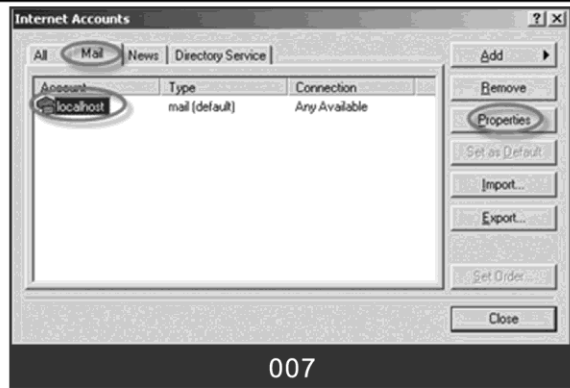 Internet Accounts
All Mail News Directory Service
Add
Account Type Connection
Remove
localhost mail (default) Any Available
Properties
Set as Default
Import...
Export...
Set Order...
Close
007